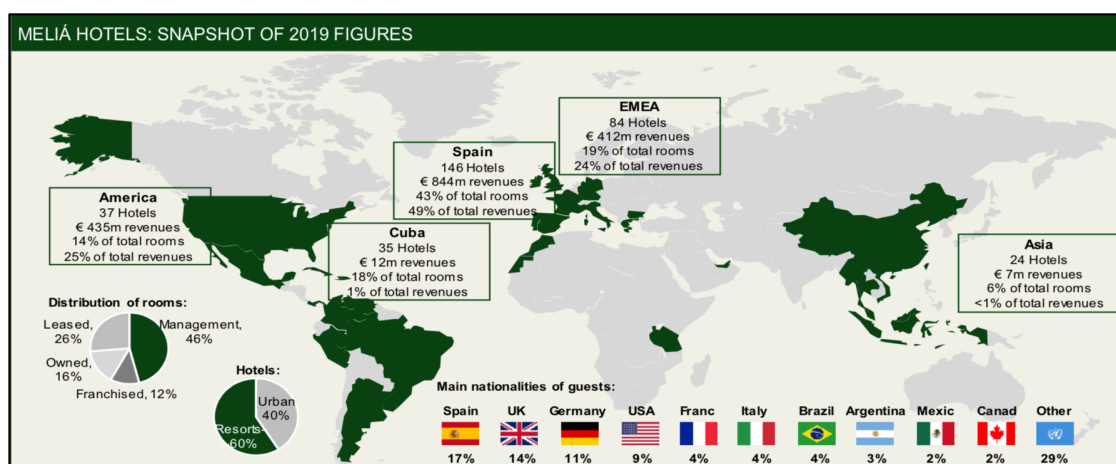 MELIÁ HOTELS: SNAPSHOT OF 2019 FIGURES
EMEA
84 Hotels
€ 412m revenues
19% of total rooms
24% of total revenues
Spain
146 Hotels
€ 844m revenues
43% of total rooms
49% of total revenues
America
37 Hotels
€ 435m revenues
14% of total rooms
25% of total revenues
Cuba
35 Hotels
€ 12m revenues
18% of total rooms
1% of total revenues
Asia
24 Hotels
€ 7m revenues
6% of total rooms
<1% of total revenues
Distribution of rooms:
Leased,
26%
Management,
46%
Owned,
16%
Franchised, 12%
Hotels:
Urban
40%
Resorts
60%
Main nationalities of guests:
Spain UK Germany USA Franc Italy Brazil Argentina Mexic Canad Other
17% 14% 11% 9% 4% 4% 4% 3% 2% 2% 29%